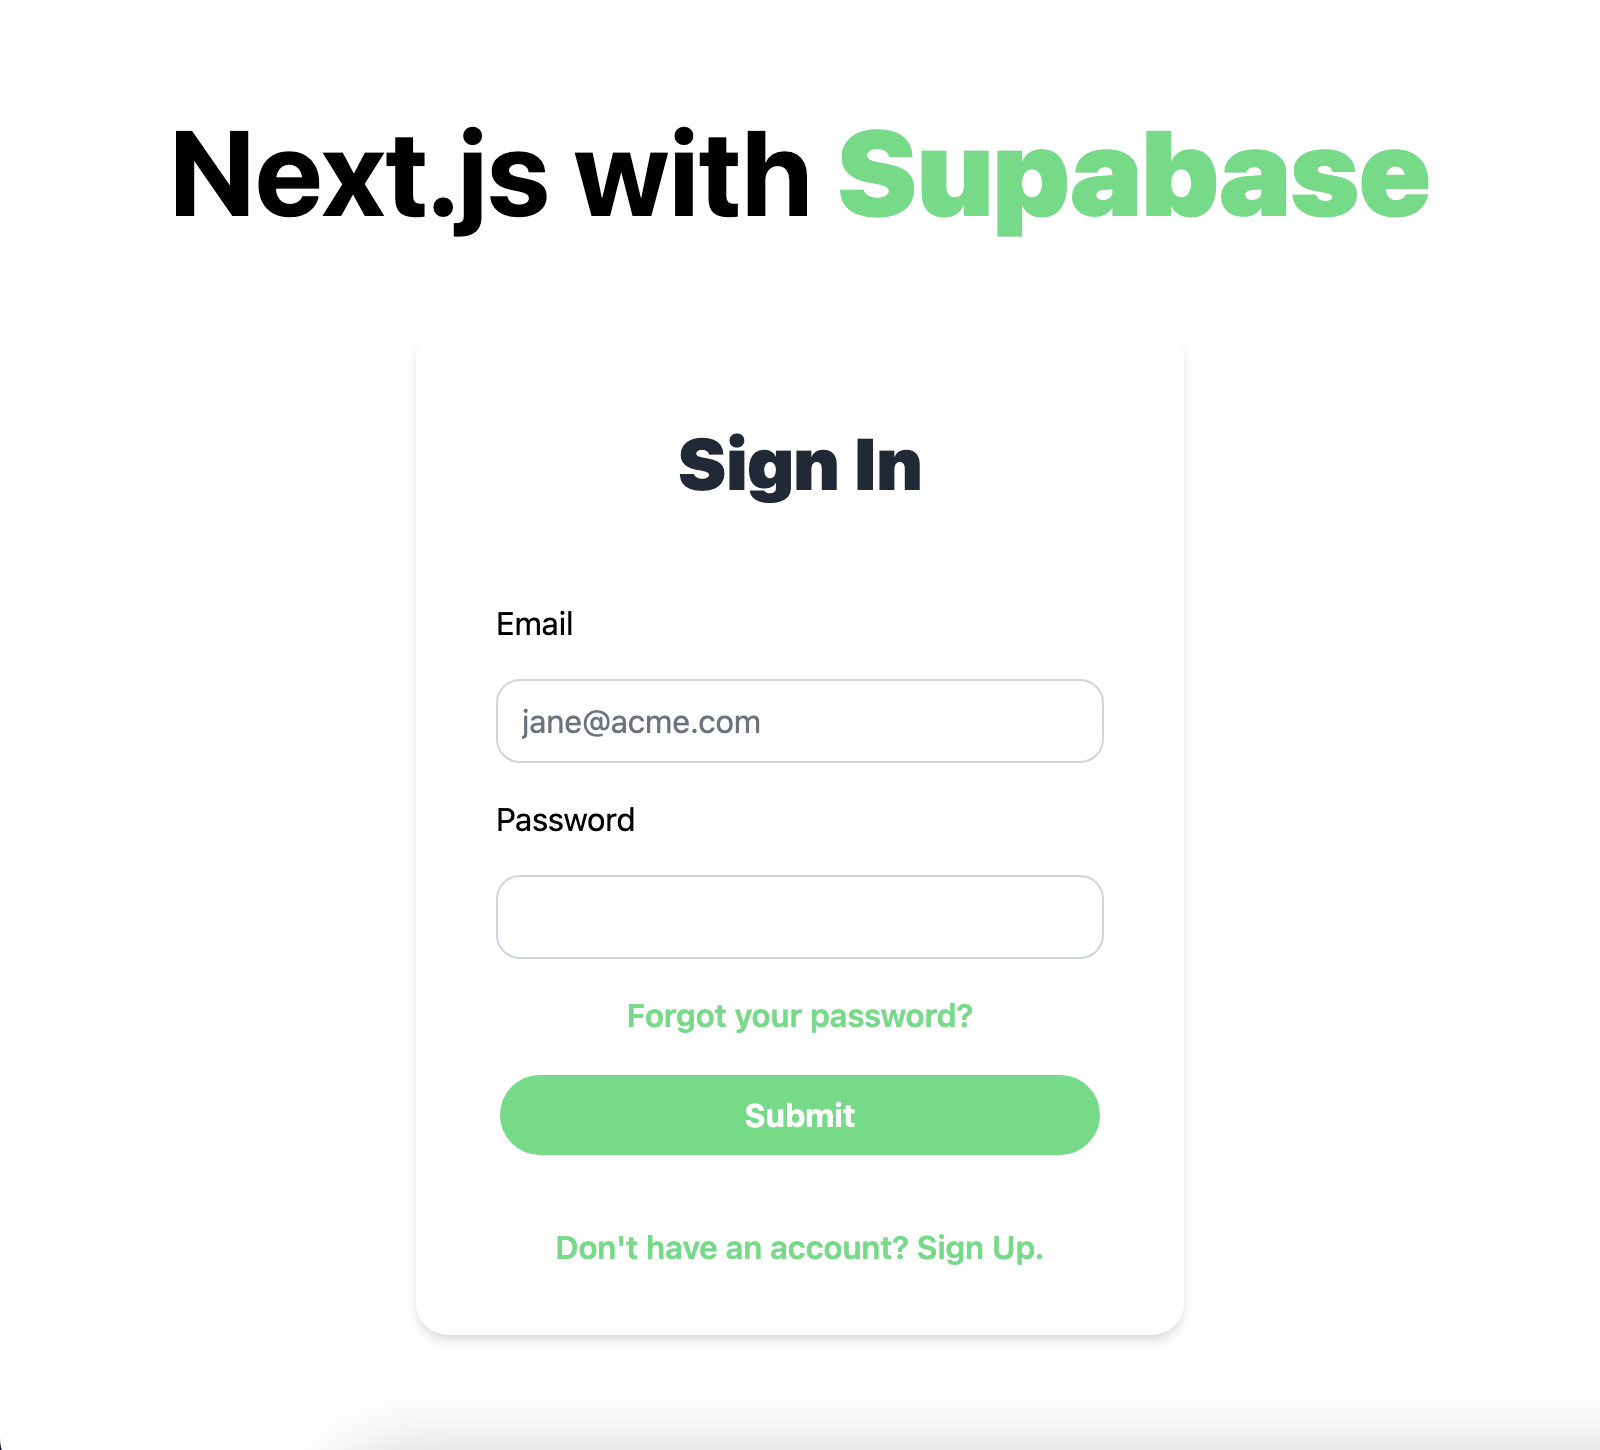 Next.js with Supabase
Sign In
Email
jane@acme.com
Password
Forgot your password?
Submit
Don't have an account? Sign Up.